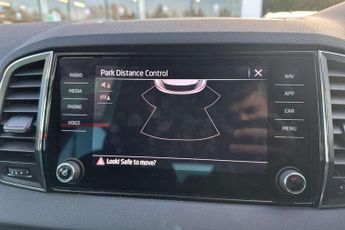 Park Distance Control
RADIO
MEDIA
PHONE
VOICE
NAV
APP
CAR
MENU
Look! Safe to move?